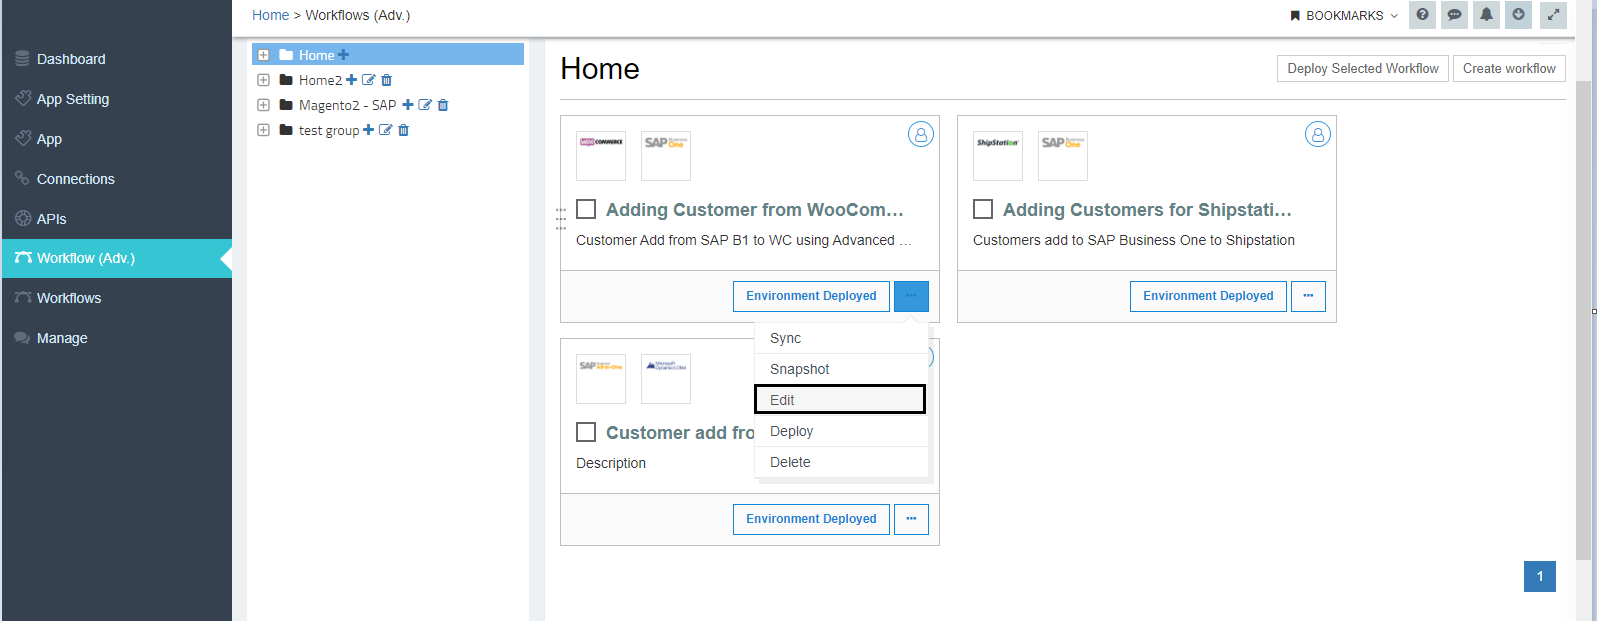 Home > Workflows (Adv.)
BOOKMARKS
Dashboard
App Setting
App
Connections
APIs
Workflow (Adv.)
Workflows
Manage
Home
Home2
Magento2 - SAP
test group
Home
Deploy Selected Workflow
Create workflow
WOO COMMERCE
SAP Business One
Adding Customer from WooCom...
Customer Add from SAP B1 to WC using Advanced ...
Environment Deployed
...
ShipStation
SAP Business One
Adding Customers for Shipstati...
Customers add to SAP Business One to Shipstation
Environment Deployed
...
Sync
Snapshot
Edit
Deploy
Delete
SAP Business All-in-One
Microsoft Dynamics CRM
Customer add fro
Description
Environment Deployed
...
1